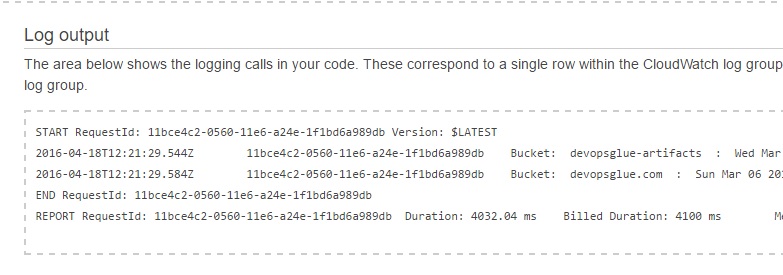 Log output
The area below shows the logging calls in your code. These correspond to a single row within the CloudWatch log group
log group.
START RequestId: 11bce4c2-0560-11e6-a24e-1f1bd6a989db Version: $LATEST
2016-04-18T12:21:29.544Z 11bce4c2-0560-11e6-a24e-1f1bd6a989db Bucket: devopsglue-artifacts : Wed Mar
2016-04-18T12:21:29.584Z 11bce4c2-0560-11e6-a24e-1f1bd6a989db Bucket: devopsglue.com : Sun Mar 06 20
END RequestId: 11bce4c2-0560-11e6-a24e-1f1bd6a989db
REPORT RequestId: 11bce4c2-0560-11e6-a24e-1f1bd6a989db Duration: 4032.04 ms Billed Duration: 4100 ms